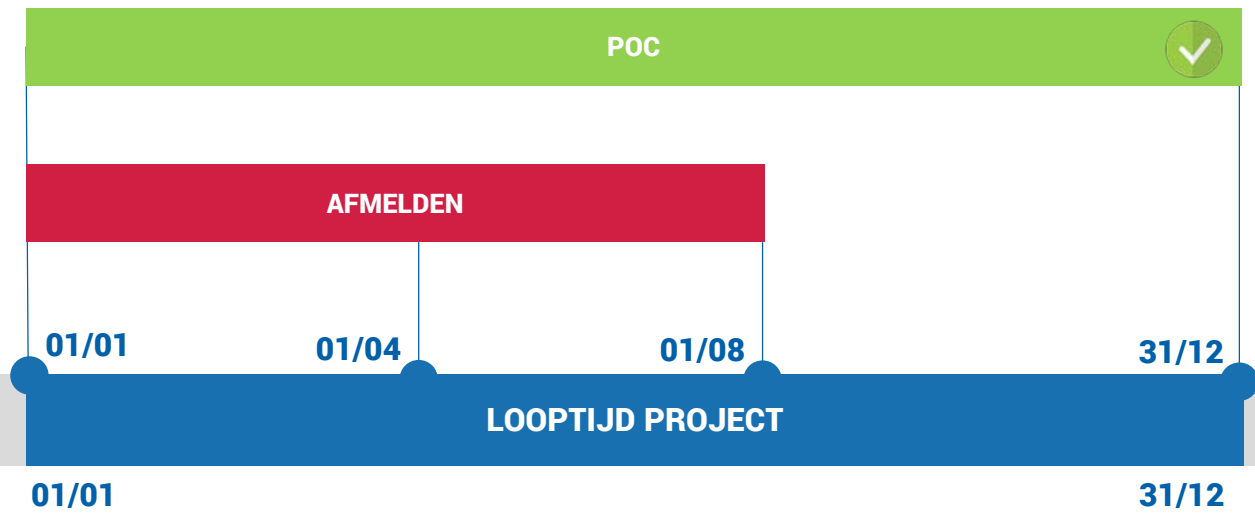 POC
AFMELDEN
01/01
01/04
01/08
31/12
LOOPTIJD PROJECT
01/01
31/12